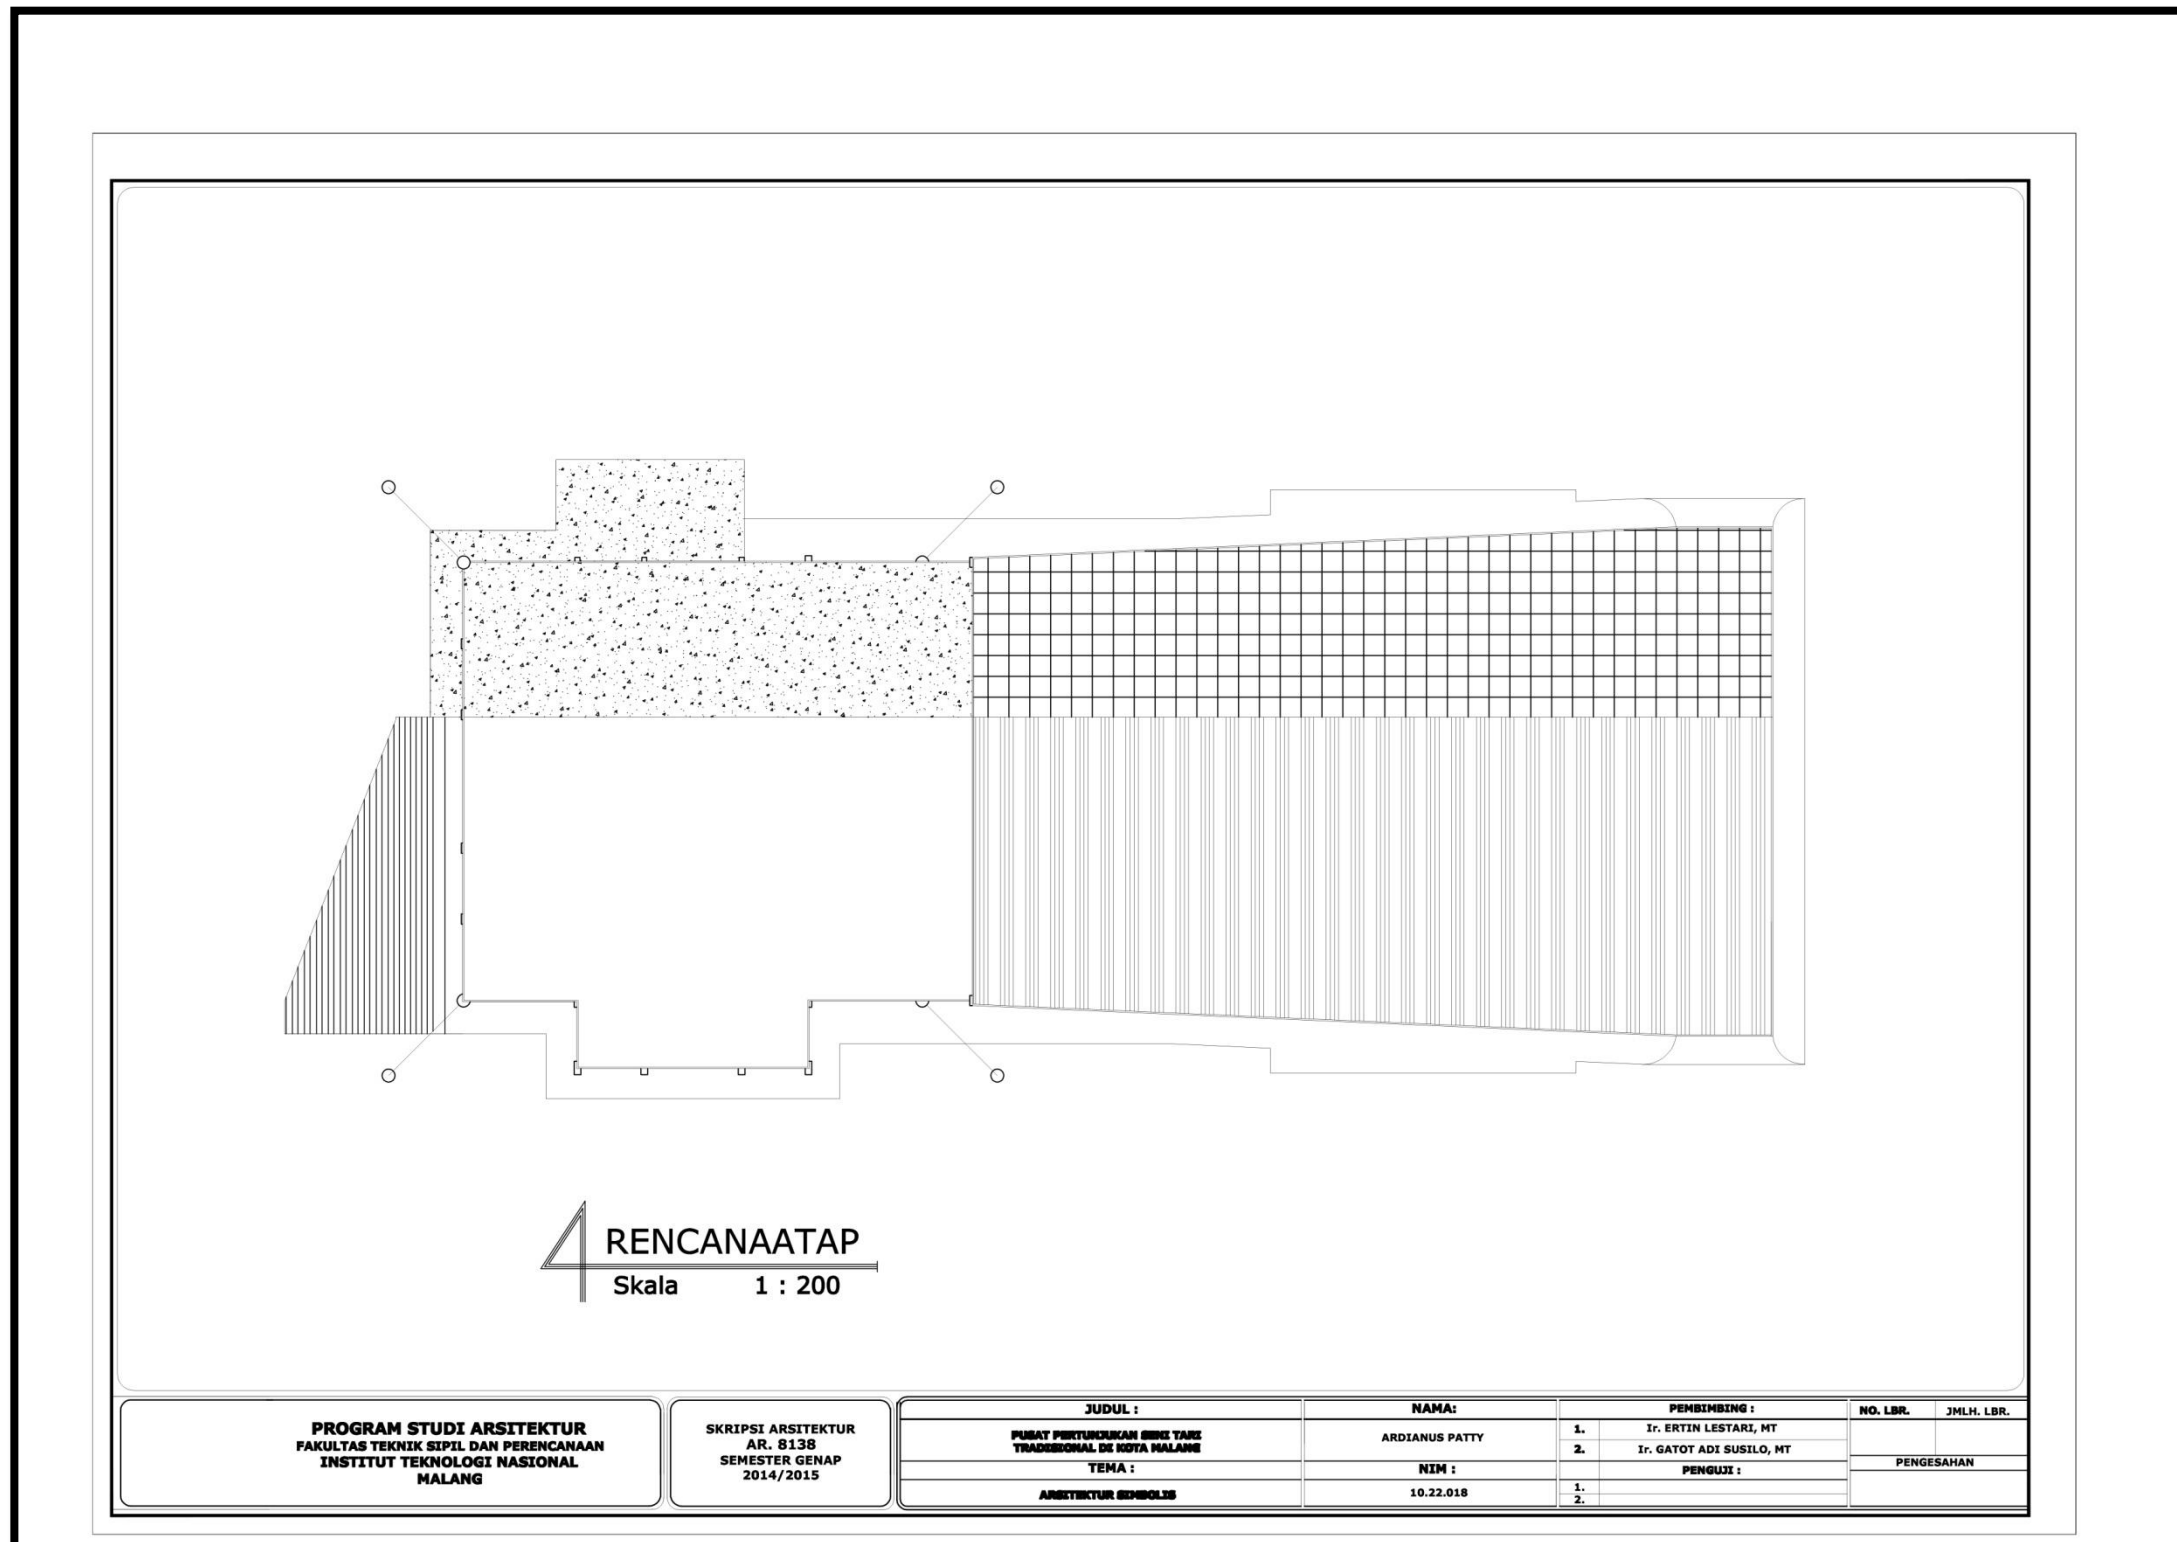 RENCANAATAP
Skala 1 : 200
PROGRAM STUDI ARSITEKTUR
FAKULTAS TEKNIK SIPIL DAN PERENCANAAN
INSTITUT TEKNOLOGI NASIONAL
MALANG
SKRIPSI ARSITEKTUR
AR. 8138
SEMESTER GENAP
2014/2015
JUDUL :
PUSAT PERTUNJUKAN SENI TARI
TRADISIONAL DI KOTA MALANG
TEMA :
ARSITEKTUR SIMBOLIS
NAMA:
ARDIANUS PATTY
NIM :
10.22.018
PEMBIMBING :
1. Ir. ERTIN LESTARI, MT
2. Ir. GATOT ADI SUSILO, MT
PENGUJI :
1.
2.
NO. LBR. JMLH. LBR.
PENGESAHAN